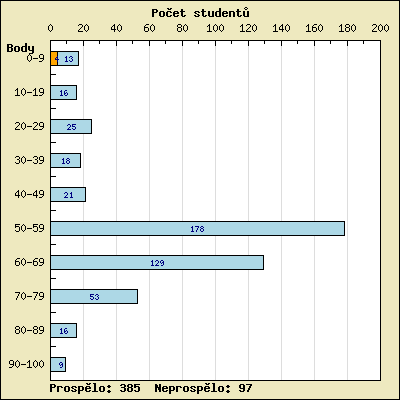 Počet studentů
0 20 40 60 80 100 120 140 160 180 200
Body
0-9 4 13
10-19 16
20-29 25
30-39 18
40-49 21
50-59 178
60-69 129
70-79 53
80-89 16
90-100 9
Prospělo: 385 Neprospělo: 97